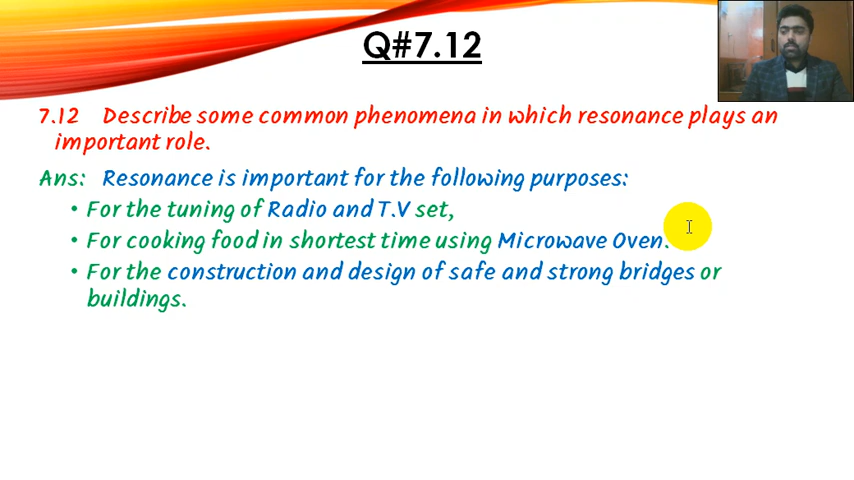 Q#7.12
7.12 Describe some common phenomena in which resonance plays an
important role.
Ans: Resonance is important for the following purposes:
• For the tuning of Radio and T.V set,
• For cooking food in shortest time using Microwave Oven.
• For the construction and design of safe and strong bridges or
buildings.